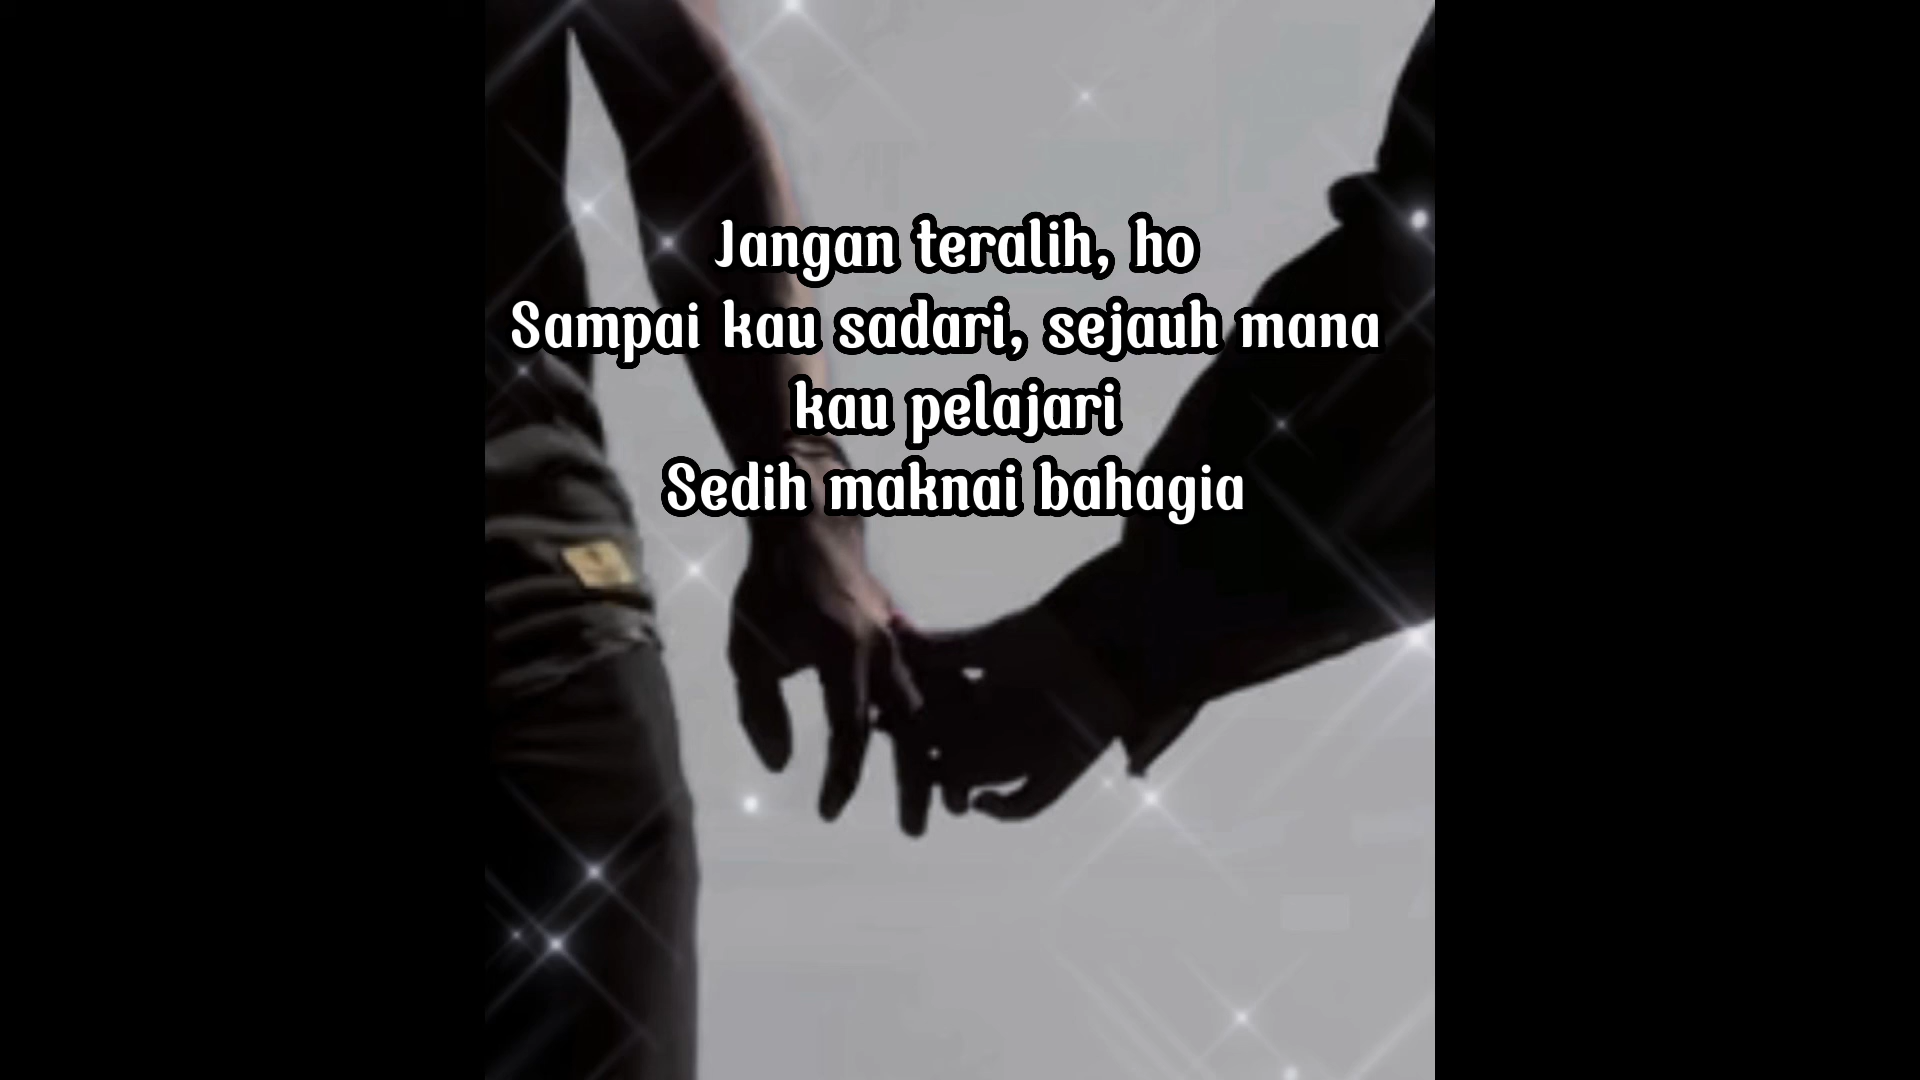 Jangan teralih, ho
Sampai kau sadari, sejauh mana
kau pelajari
Sedih maknai bahagia